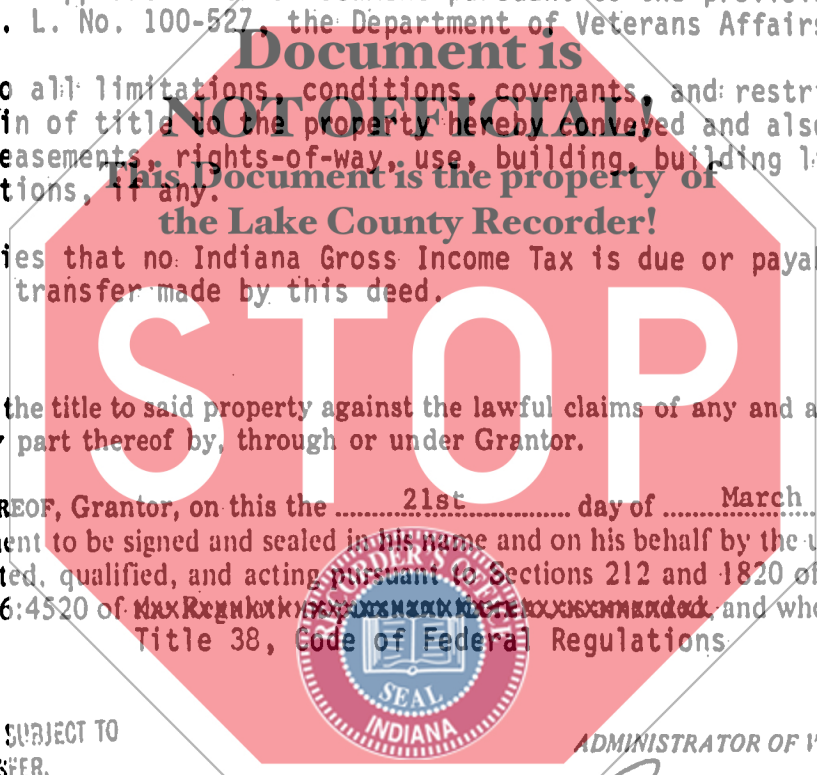 . L. No. 100-527, the Department of Veterans Affairs
Document is
o all limitations, conditions, covenants, and restr
NOT OFFICIAL!
in of title to the property hereby conveyed and also
easements, rights-of-way, use, building, building l
This Document is the property of
tions, if any.
the Lake County Recorder!
ies that no Indiana Gross Income Tax is due or payal
transfer made by this deed.
STOP
the title to said property against the lawful claims of any and a
part thereof by, through or under Grantor.
REOF, Grantor, on this the 21st day of March
ent to be signed and sealed in his name and on his behalf by the u
ted, qualified, and acting pursuant to Sections 212 and 1820 of
6:4520 of and whe
Title 38, Code of Federal Regulations
RECORDER'S OFFICE
SEAL
INDIANA
SUBJECT TO
ADMINISTRATOR OF V
SFER.